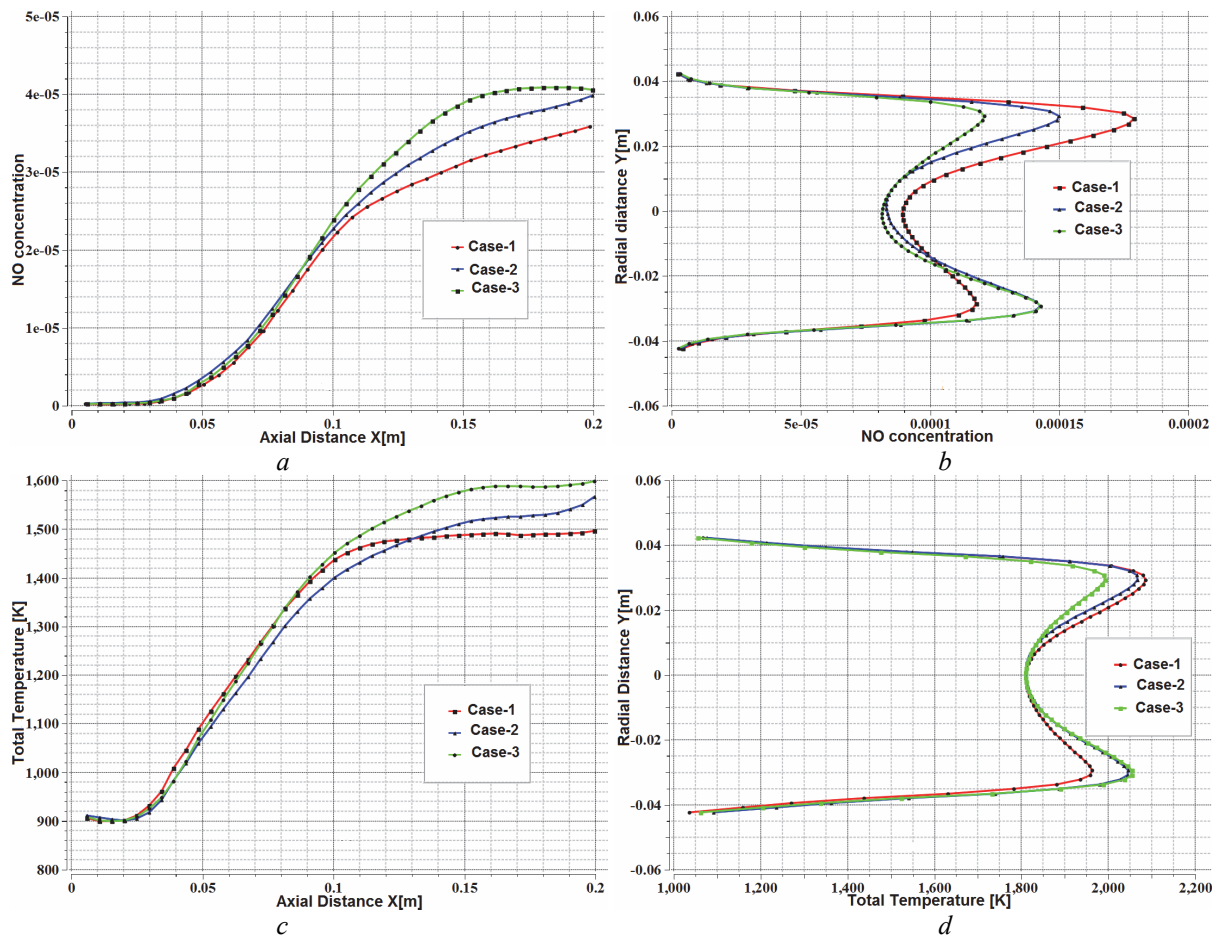 5e-05
4e-05
3e-05
2e-05
1e-05
0
NO concentration
0
0.05
0.1
0.15
0.2
Axial Distance X[m]
Case-1
Case-2
Case-3
a
0.06
0.04
0.02
0
-0.02
-0.04
-0.06
Radial diatance Y[m]
0
5e-05
0.0001
0.00015
0.0002
NO concentration
Case-1
Case-2
Case-3
b
1,600
1,500
1,400
1,300
1,200
1,100
1,000
900
800
Total Temperature [K]
0
0.05
0.1
0.15
0.2
Axial Distance X[m]
Case-1
Case-2
Case-3
c
0.06
0.04
0.02
0
-0.02
-0.04
-0.06
Radial Distance Y[m]
1,000
1,200
1,400
1,600
1,800
2,000
2,200
Total Temperature [K]
Case-1
Case-2
Case-3
d